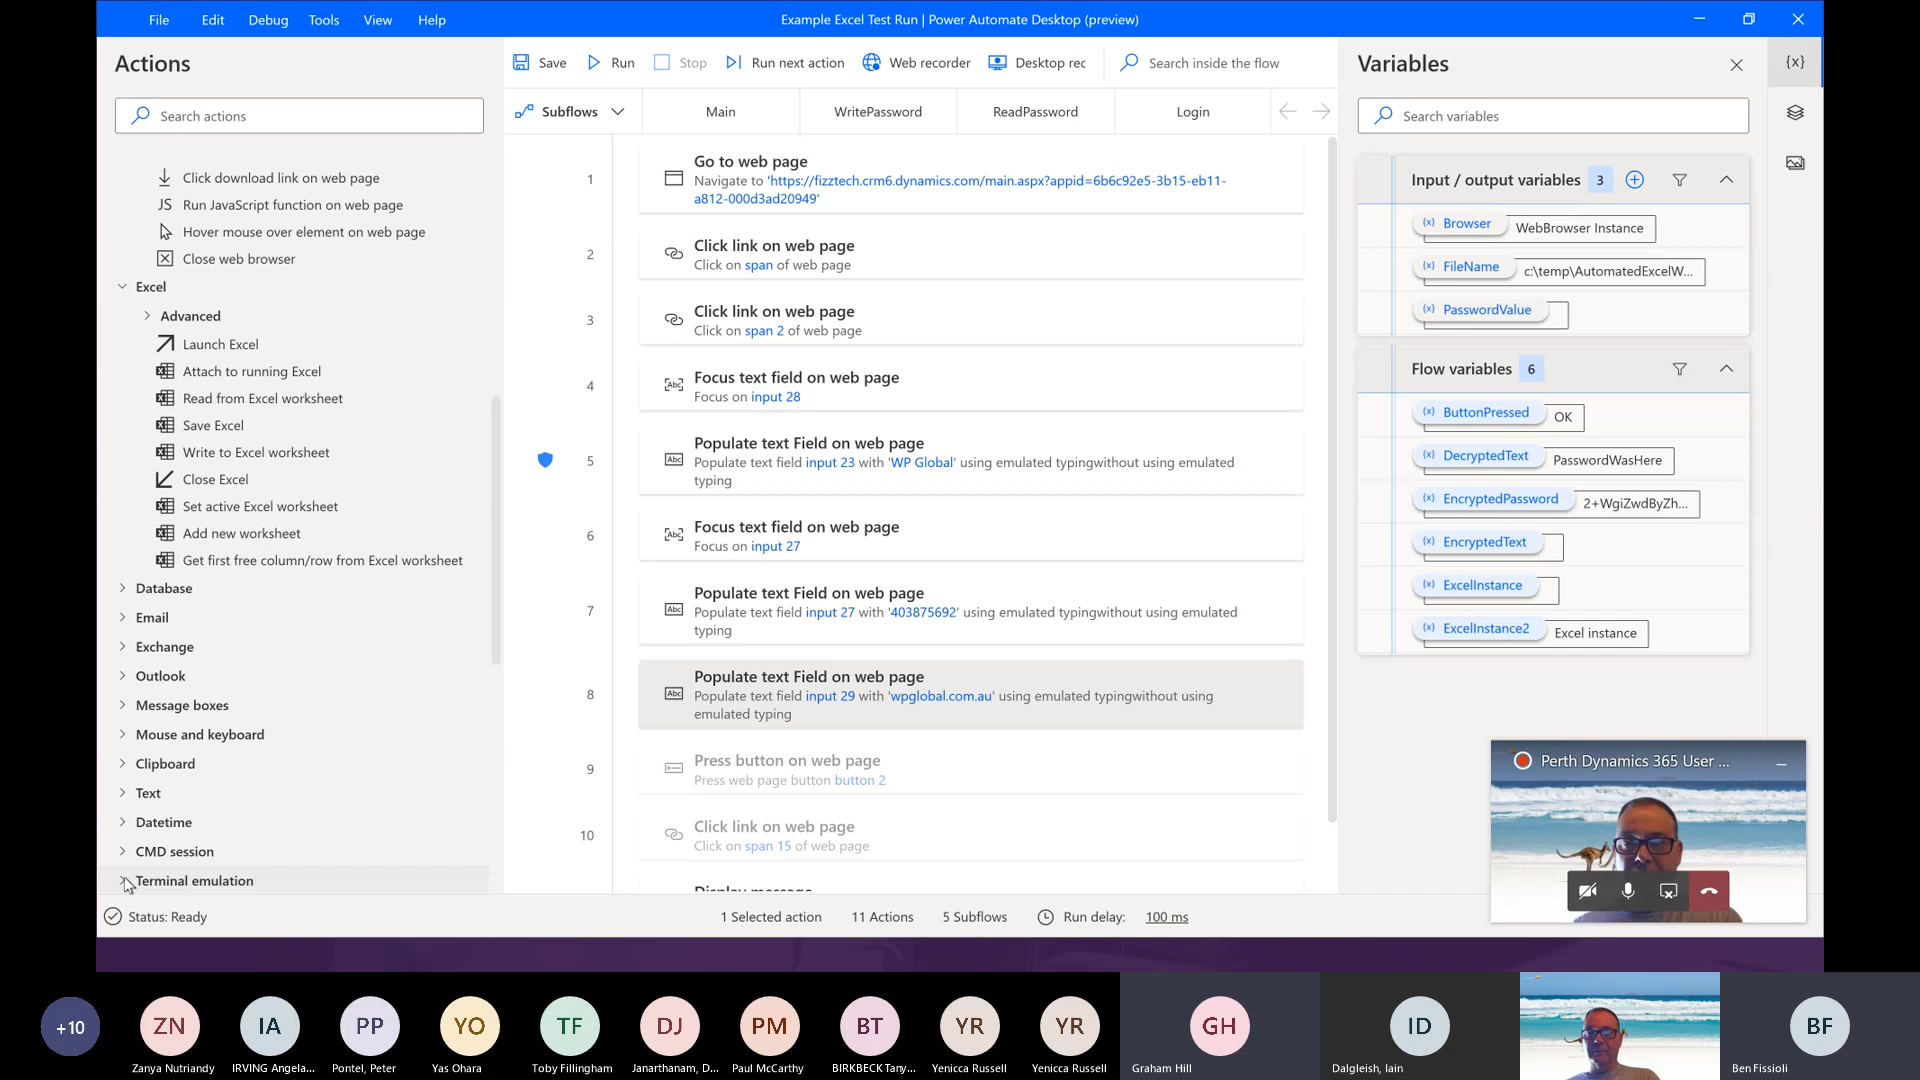 File Edit Debug Tools View Help
Example Excel Test Run | Power Automate Desktop (preview)
Actions
Search actions
Click download link on web page
JS Run JavaScript function on web page
Hover mouse over element on web page
Close web browser
Excel
Advanced
Launch Excel
Attach to running Excel
Read from Excel worksheet
Save Excel
Write to Excel worksheet
Close Excel
Set active Excel worksheet
Add new worksheet
Get first free column/row from Excel worksheet
Database
Email
Exchange
Outlook
Message boxes
Mouse and keyboard
Clipboard
Text
Datetime
CMD session
Terminal emulation
Save Run Stop Run next action Web recorder Desktop rec Search inside the flow
Subflows Main WritePassword ReadPassword Login
1
Go to web page
Navigate to 'https://fizztech.crm6.dynamics.com/main.aspx?appid=6b6c92e5-3b15-eb11-
a812-000d3ad20949'
2
Click link on web page
Click on span of web page
3
Click link on web page
Click on span 2 of web page
4
Abc
Focus text field on web page
Focus on input 28
5
Abc
Populate text Field on web page
Populate text field input 23 with 'WP Global' using emulated typingwithout using emulated
typing
6
Abc
Focus text field on web page
Focus on input 27
7
Abc
Populate text Field on web page
Populate text field input 27 with '403875692' using emulated typingwithout using emulated
typing
8
Abc
Populate text Field on web page
Populate text field input 29 with 'wpglobal.com.au' using emulated typingwithout using
emulated typing
9
Press button on web page
Press web page button button 2
10
Click link on web page
Click on span 15 of web page
Display message
Variables
{x}
Search variables
Input / output variables 3
(x) Browser WebBrowser Instance
(x) FileName c:\temp\AutomatedExcelW...
(x) PasswordValue
Flow variables 6
(x) ButtonPressed OK
(x) DecryptedText PasswordWasHere
(x) EncryptedPassword 2+WgiZwdByZh...
(x) EncryptedText
(x) ExcelInstance
(x) ExcelInstance2 Excel instance
Perth Dynamics 365 User ...
Status: Ready
1 Selected action 11 Actions 5 Subflows Run delay: 100 ms
+10 ZN IA PP YO TF DJ PM BT YR YR GH ID BF
Zanya Nutriandy IRVING Angela... Pontel, Peter Yas Ohara Toby Fillingham Janarthanam, D... Paul McCarthy BIRKBECK Tany... Yenicca Russell Yenicca Russell Graham Hill Dalgleish, Iain Ben Fissioli